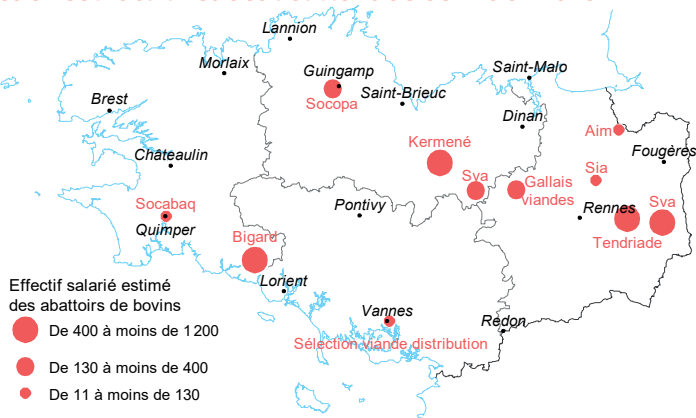 Lannion
Morlaix
Guingamp
Saint-Malo
Brest
Socopa
Saint-Brieuc
Dinan
Aim
Kermené
Fougères
Châteaulin
Sva
Gallais
viandes
Sia
Socabaq
Pontivy
Rennes
Sva
Quimper
Bigard
Tendriade
Lorient
Effectif salarié estimé
des abattoirs de bovins
De 400 à moins de 1 200
De 130 à moins de 400
De 11 à moins de 130
Vannes
Redon
Sélection viande distribution